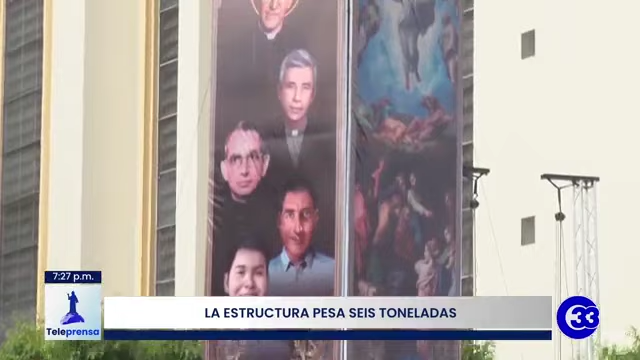 7:27 p.m.
LA ESTRUCTURA PESA SEIS TONELADAS
Teleprensa
33